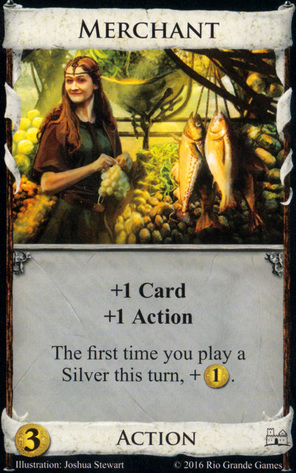 MERCHANT
+1 Card
+1 Action
The first time you play a
Silver this turn, + 1.
3
ACTION
Illustration: Joshua Stewart
© 2016 Rio Grande Games